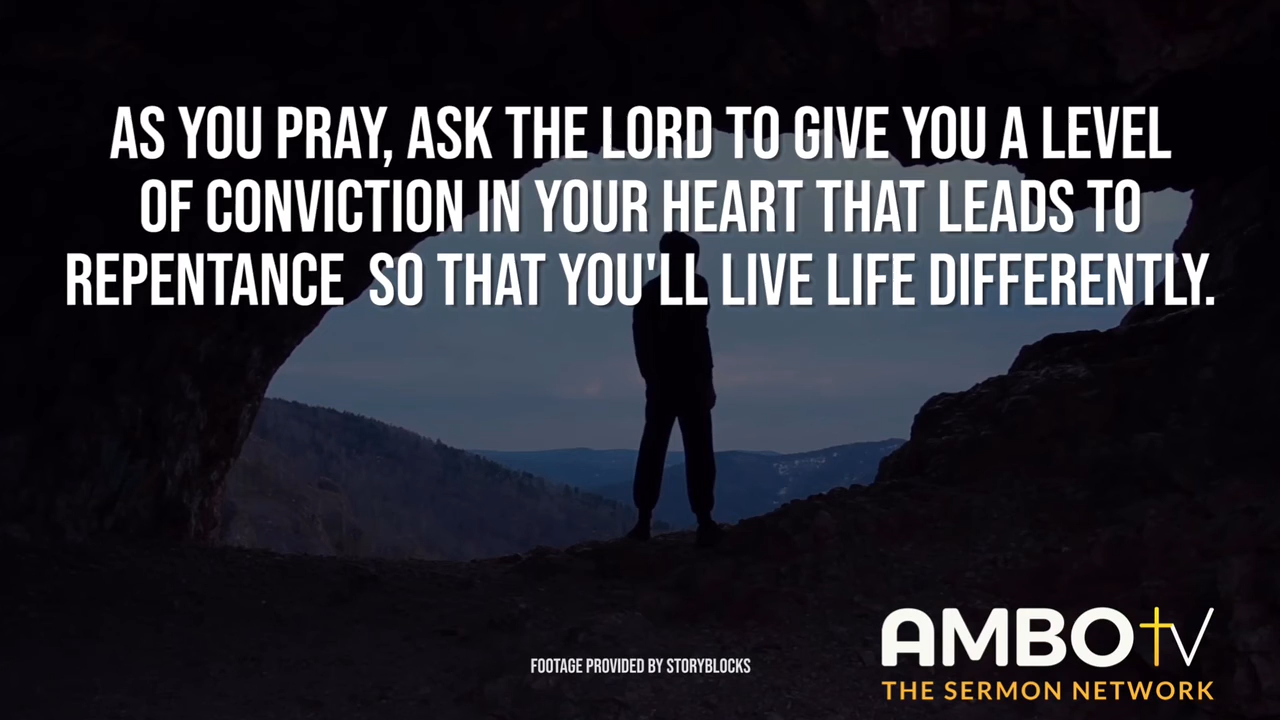 AS YOU PRAY, ASK THE LORD TO GIVE YOU A LEVEL
OF CONVICTION IN YOUR HEART THAT LEADS TO
REPENTANCE  SO THAT YOU'LL LIVE LIFE DIFFERENTLY.
FOOTAGE PROVIDED BY STORYBLOCKS
AMBOtv
THE SERMON NETWORK